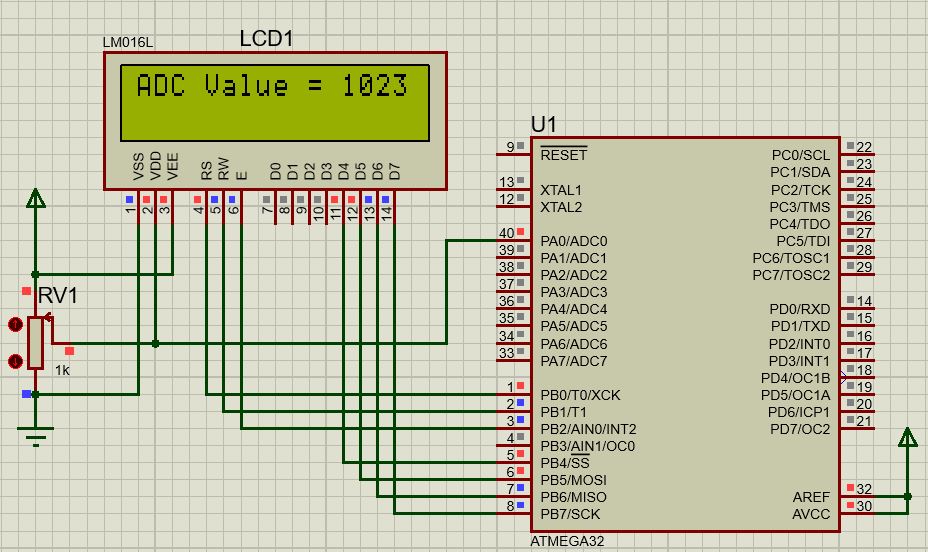 LM016L
LCD1
ADC Value = 1023
VSS VDD VEE RS RW E D0 D1 D2 D3 D4 D5 D6 D7
1 2 3 4 5 6 7 8 9 10 11 12 13 14
RV1
1k
U1
9 RESET PC0/SCL 22
PC1/SDA 23
13 XTAL1 PC2/TCK 24
12 XTAL2 PC3/TMS 25
PC4/TDO 26
40 PA0/ADC0 PC5/TDI 27
39 PA1/ADC1 PC6/TOSC1 28
38 PA2/ADC2 PC7/TOSC2 29
37 PA3/ADC3
36 PA4/ADC4 PD0/RXD 14
35 PA5/ADC5 PD1/TXD 15
34 PA6/ADC6 PD2/INT0 16
33 PA7/ADC7 PD3/INT1 17
PD4/OC1B 18
1 PB0/T0/XCK PD5/OC1A 19
2 PB1/T1 PD6/ICP1 20
3 PB2/AIN0/INT2 PD7/OC2 21
4 PB3/AIN1/OC0
5 PB4/SS
6 PB5/MOSI
7 PB6/MISO AREF 32
8 PB7/SCK AVCC 30
ATMEGA32